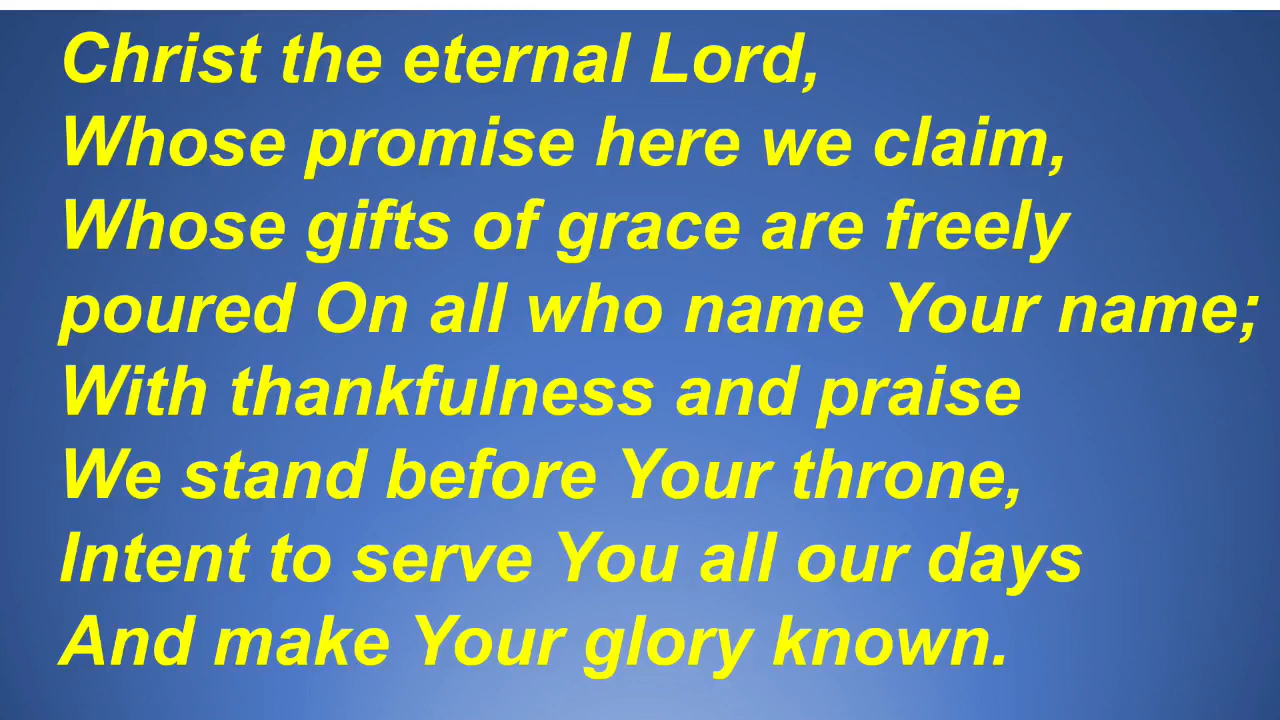 Christ the eternal Lord,
Whose promise here we claim,
Whose gifts of grace are freely
poured On all who name Your name;
With thankfulness and praise
We stand before Your throne,
Intent to serve You all our days
And make Your glory known.